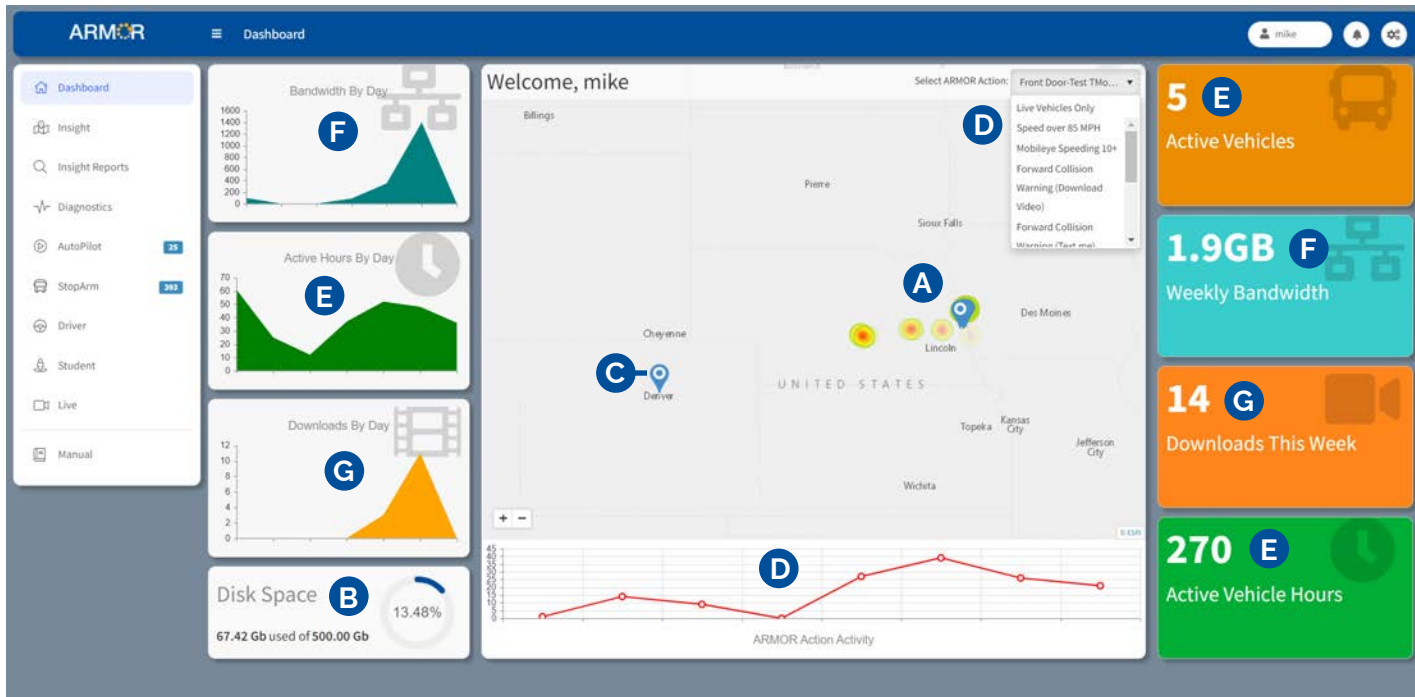 ARMOR
Dashboard
mike
Dashboard
Insight
Insight Reports
Diagnostics
AutoPilot
25
StopArm
393
Driver
Student
Live
Manual
Bandwidth By Day
F
1600
1400
1200
1000
800
600
400
200
0
Active Hours By Day
E
70
60
50
40
30
20
10
0
Downloads By Day
G
12
10
8
6
4
2
0
Disk Space
B
13.48%
67.42 Gb used of 500.00 Gb
Welcome, mike
Select ARMOR Action:
Front Door-Test TMo...
D
Live Vehicles Only
Speed over 85 MPH
Mobileye Speeding 10+
Forward Collision
Warning (Download
Video)
Forward Collision
Warning (Text me)
Billings
Pierre
Sioux Falls
A
Des Moines
Cheyenne
Lincoln
C
Denver
UNITED STATES
Topeka
Kansas
City
Jefferson
City
Wichita
+ −
© ESRI
45
40
35
30
25
20
15
10
5
0
D
ARMOR Action Activity
5
E
Active Vehicles
1.9GB
F
Weekly Bandwidth
14
G
Downloads This Week
270
E
Active Vehicle Hours